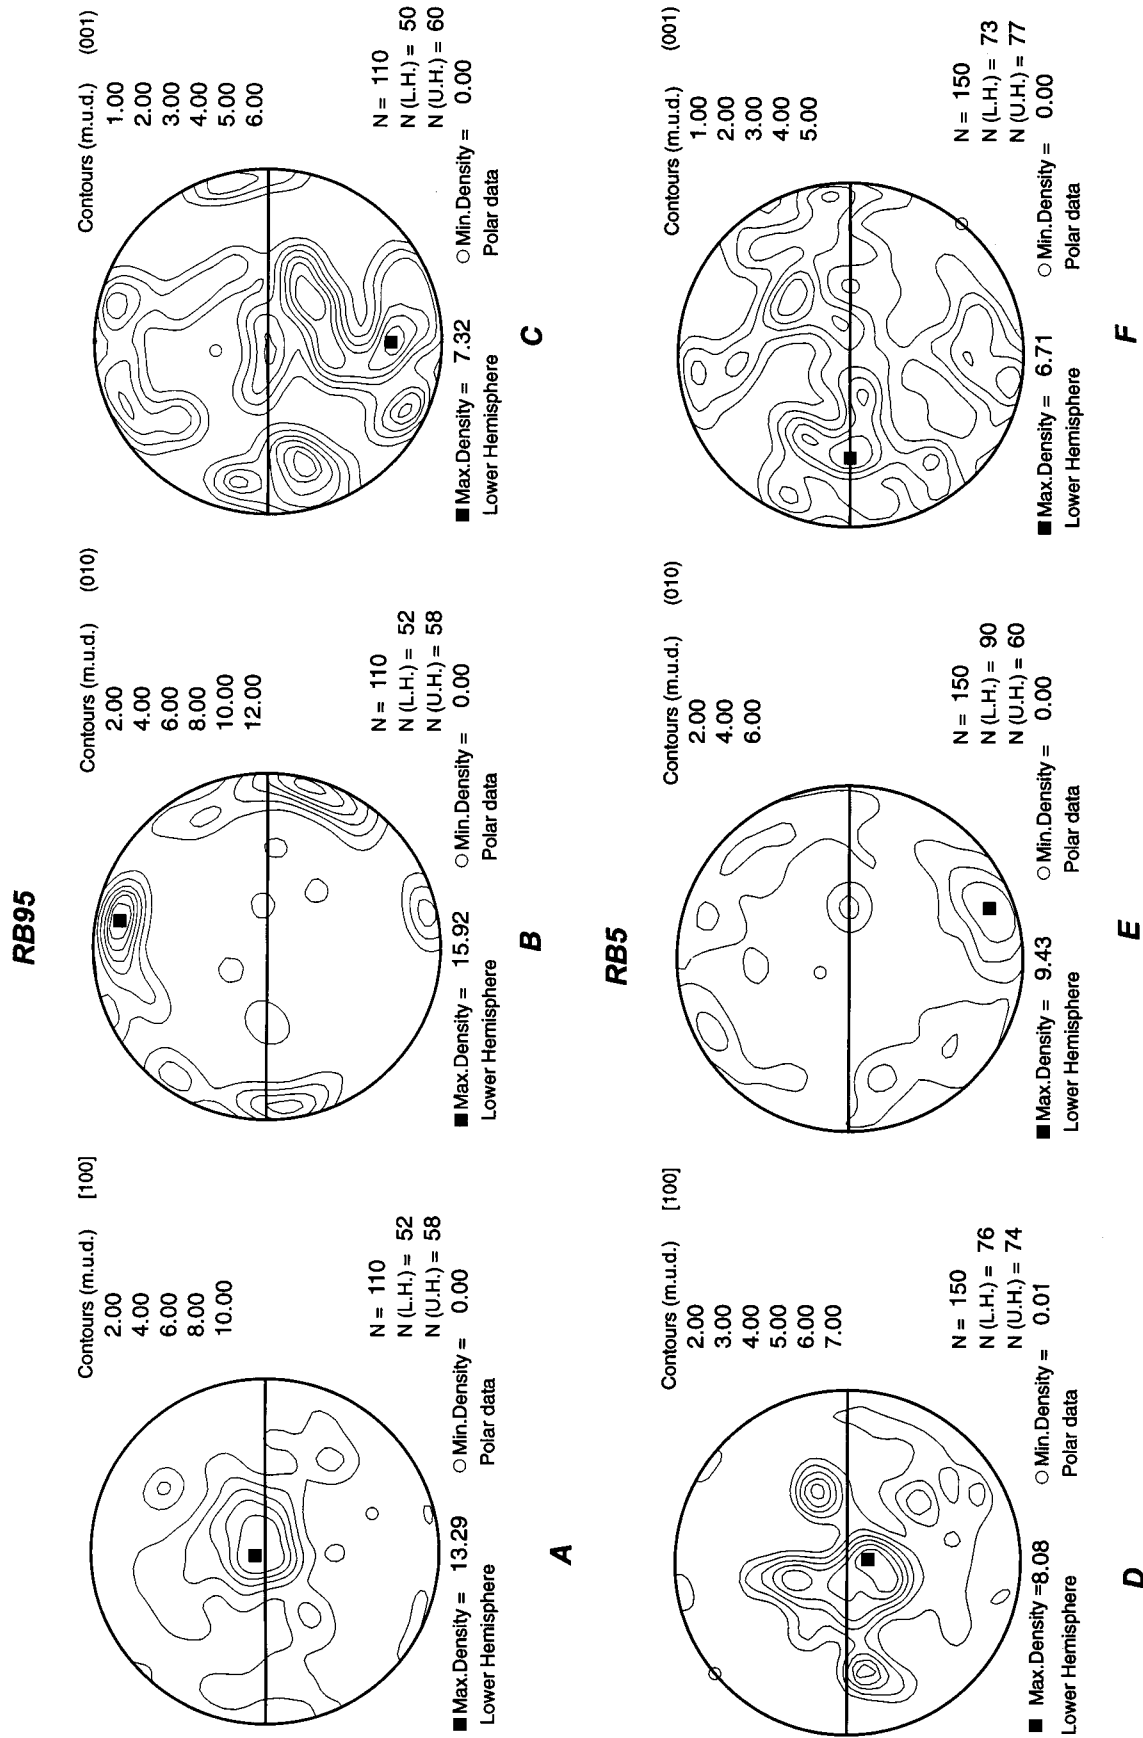 RB95
Contours (m.u.d.) [100]
2.00
4.00
6.00
8.00
10.00
N = 110
N (L.H.) = 52
N (U.H.) = 58
■ Max.Density = 13.29 ○ Min.Density = 0.00
Lower Hemisphere Polar data
A
Contours (m.u.d.) (010)
2.00
4.00
6.00
8.00
10.00
12.00
N = 110
N (L.H.) = 52
N (U.H.) = 58
■ Max.Density = 15.92 ○ Min.Density = 0.00
Lower Hemisphere Polar data
B
Contours (m.u.d.) (001)
1.00
2.00
3.00
4.00
5.00
6.00
N = 110
N (L.H.) = 50
N (U.H.) = 60
■ Max.Density = 7.32 ○ Min.Density = 0.00
Lower Hemisphere Polar data
C
RB5
Contours (m.u.d.) [100]
2.00
3.00
4.00
5.00
6.00
7.00
N = 150
N (L.H.) = 76
N (U.H.) = 74
■ Max.Density =8.08 ○ Min.Density = 0.01
Lower Hemisphere Polar data
D
Contours (m.u.d.) (010)
2.00
4.00
6.00
N = 150
N (L.H.) = 90
N (U.H.) = 60
■ Max.Density = 9.43 ○ Min.Density = 0.00
Lower Hemisphere Polar data
E
Contours (m.u.d.) (001)
1.00
2.00
3.00
4.00
5.00
N = 150
N (L.H.) = 73
N (U.H.) = 77
■ Max.Density = 6.71 ○ Min.Density = 0.00
Lower Hemisphere Polar data
F